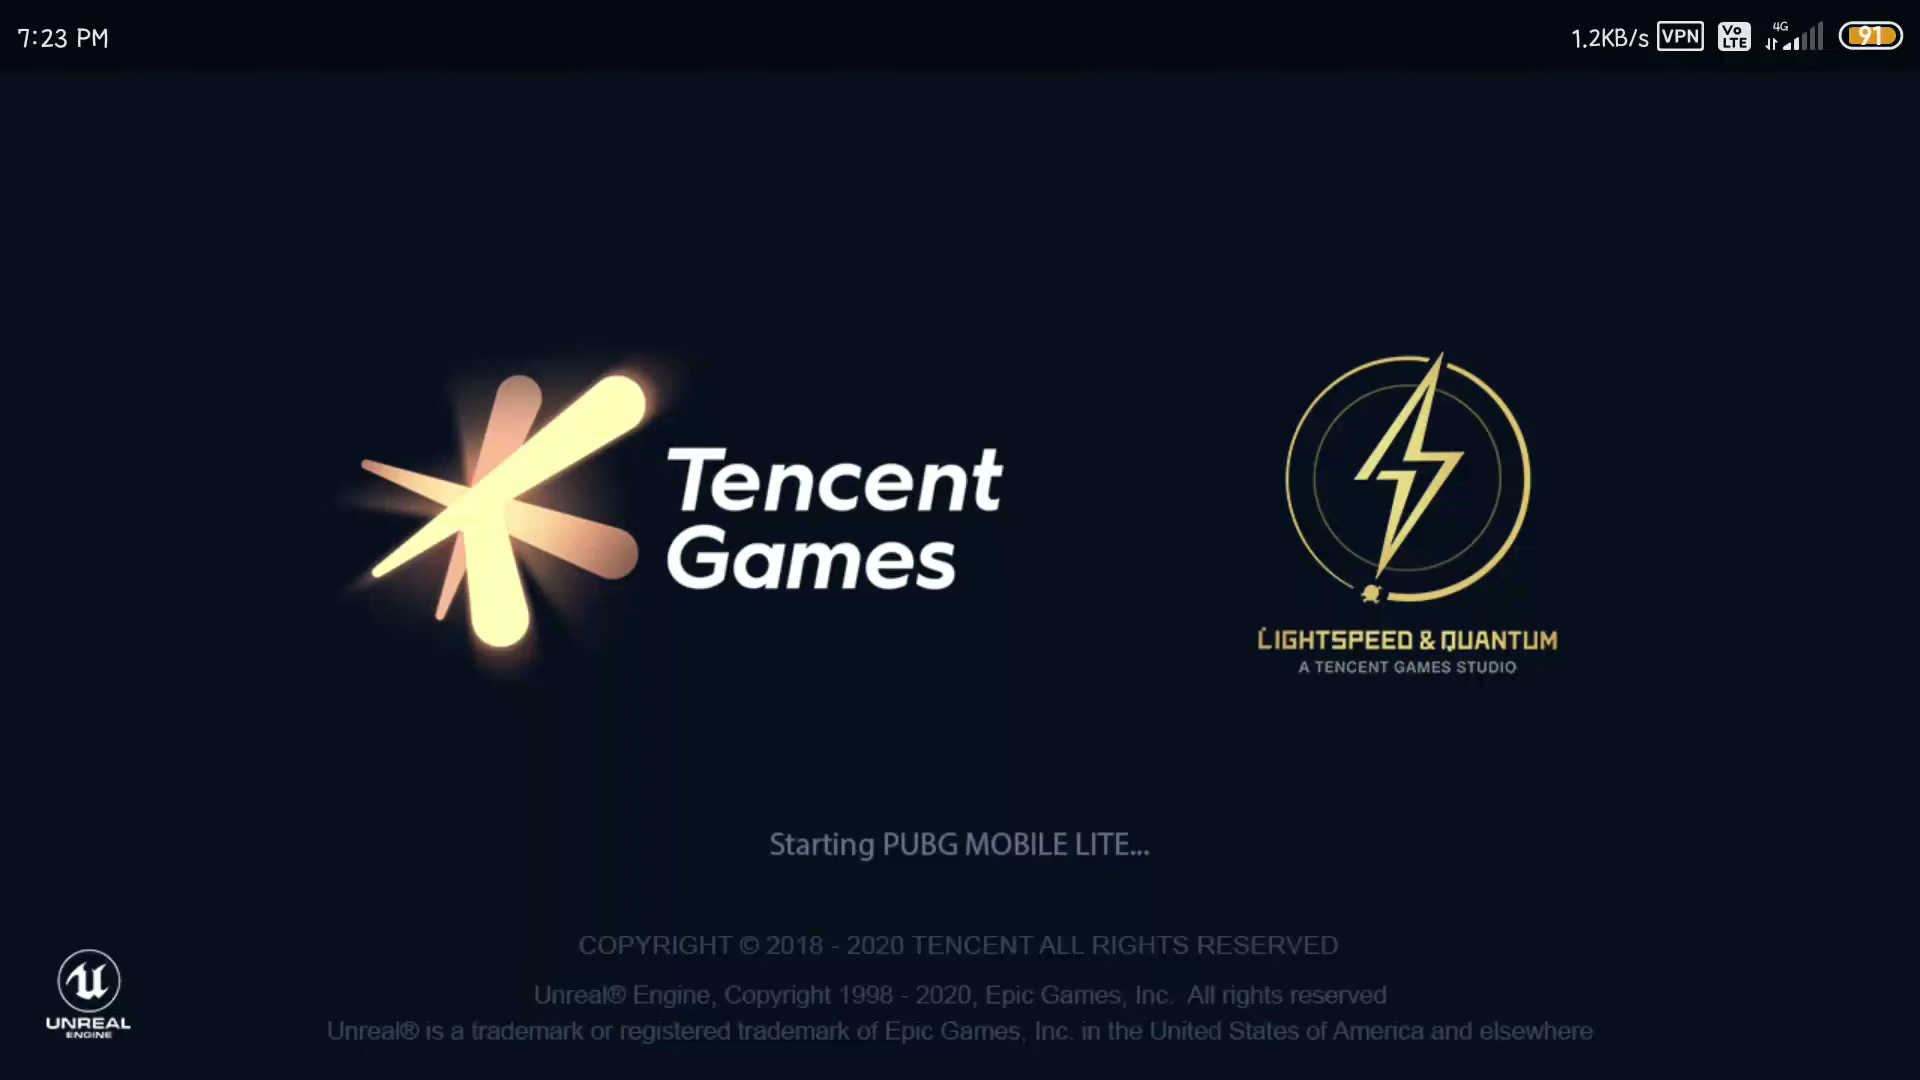 7:23 PM
1.2KB/s VPN Vo LTE 4G 91
Tencent
Games
LIGHTSPEED & QUANTUM
A TENCENT GAMES STUDIO
Starting PUBG MOBILE LITE...
COPYRIGHT © 2018 - 2020 TENCENT ALL RIGHTS RESERVED
Unreal® Engine, Copyright 1998 - 2020, Epic Games, Inc. All rights reserved
Unreal® is a trademark or registered trademark of Epic Games, Inc. in the United States of America and elsewhere
UNREAL
ENGINE